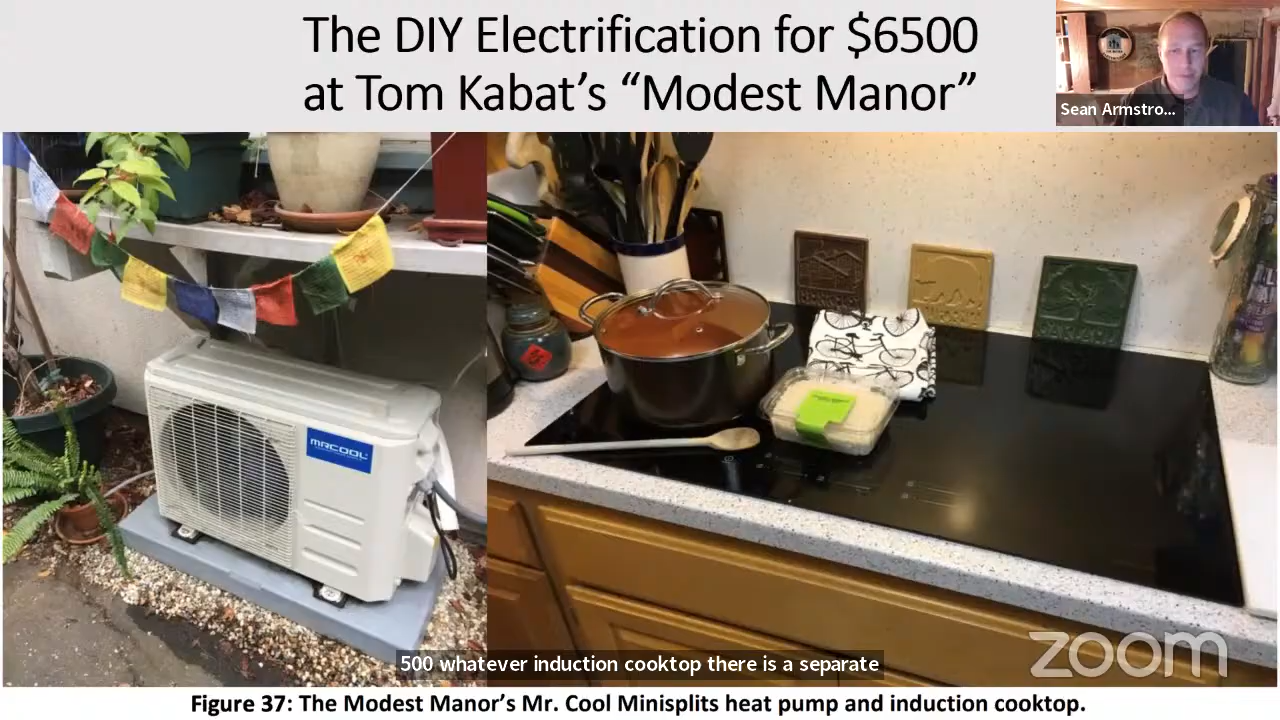 The DIY Electrification for $6500
at Tom Kabat's “Modest Manor”
Sean Armstro...
MRCOOL
OAKLAND
500 whatever induction cooktop there is a separate
zoom
Figure 37: The Modest Manor's Mr. Cool Minisplits heat pump and induction cooktop.